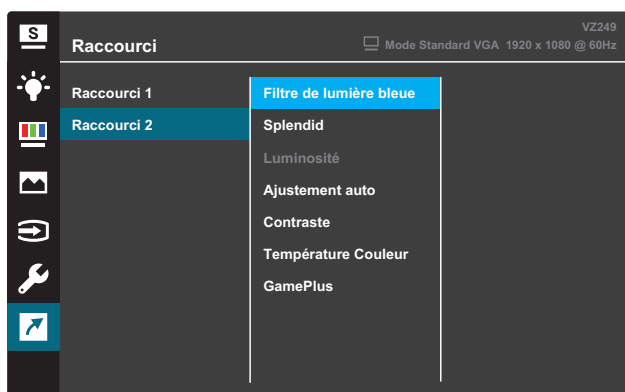 S
VZ249
Raccourci
Mode Standard VGA 1920 x 1080 @ 60Hz
Raccourci 1
Raccourci 2
Filtre de lumière bleue
Splendid
Luminosité
Ajustement auto
Contraste
Température Couleur
GamePlus